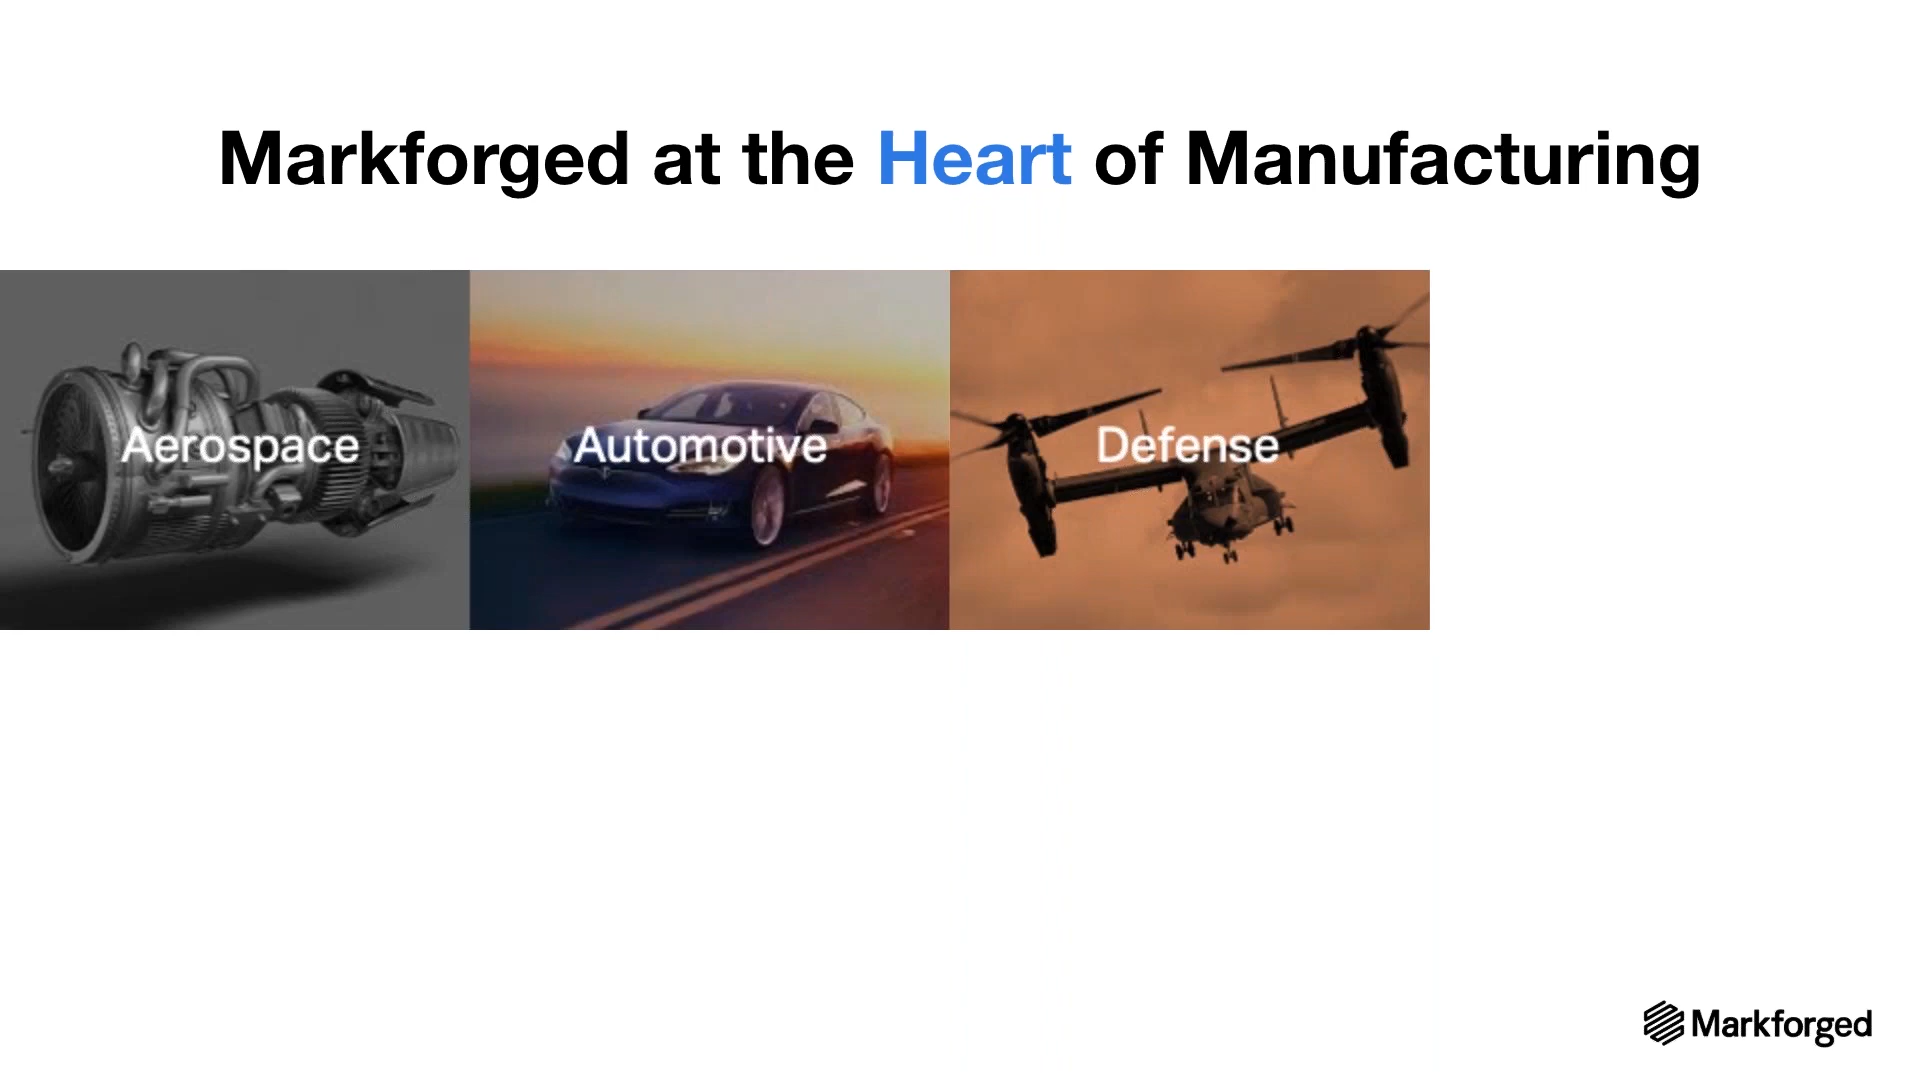 Markforged at the Heart of Manufacturing
Aerospace
Automotive
Defense
Markforged